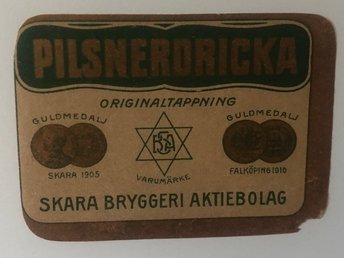 PILSNERDRICKA
ORIGINALTAPPNING
GULDMEDALJ
SKARA 1905
VARUMÄRKE
GULDMEDALJ
FALKÖPING 1910
SKARA BRYGGERI AKTIEBOLAG